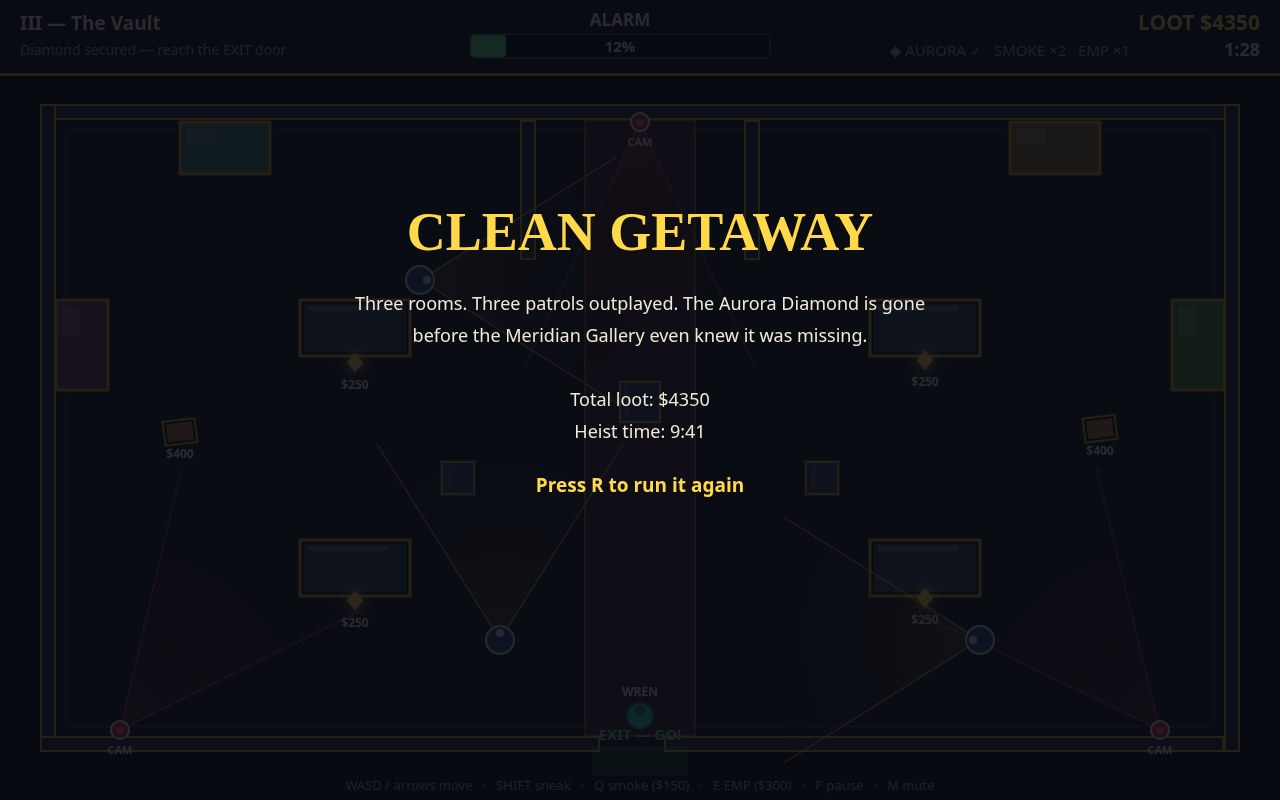 III — The Vault
ALARM
LOOT $4350
Diamond secured — reach the EXIT door
12%
◆ AURORA ✓ SMOKE ×2 EMP ×1
1:28
CAM
CLEAN GETAWAY
Three rooms. Three patrols outplayed. The Aurora Diamond is gone
before the Meridian Gallery even knew it was missing.
$250
$250
Total loot: $4350
Heist time: 9:41
$400
$400
Press R to run it again
$250
$250
WREN
EXIT — GO!
CAM
CAM
WASD / arrows move · SHIFT sneak · Q smoke ($150) · E EMP ($300) · P pause · M mute